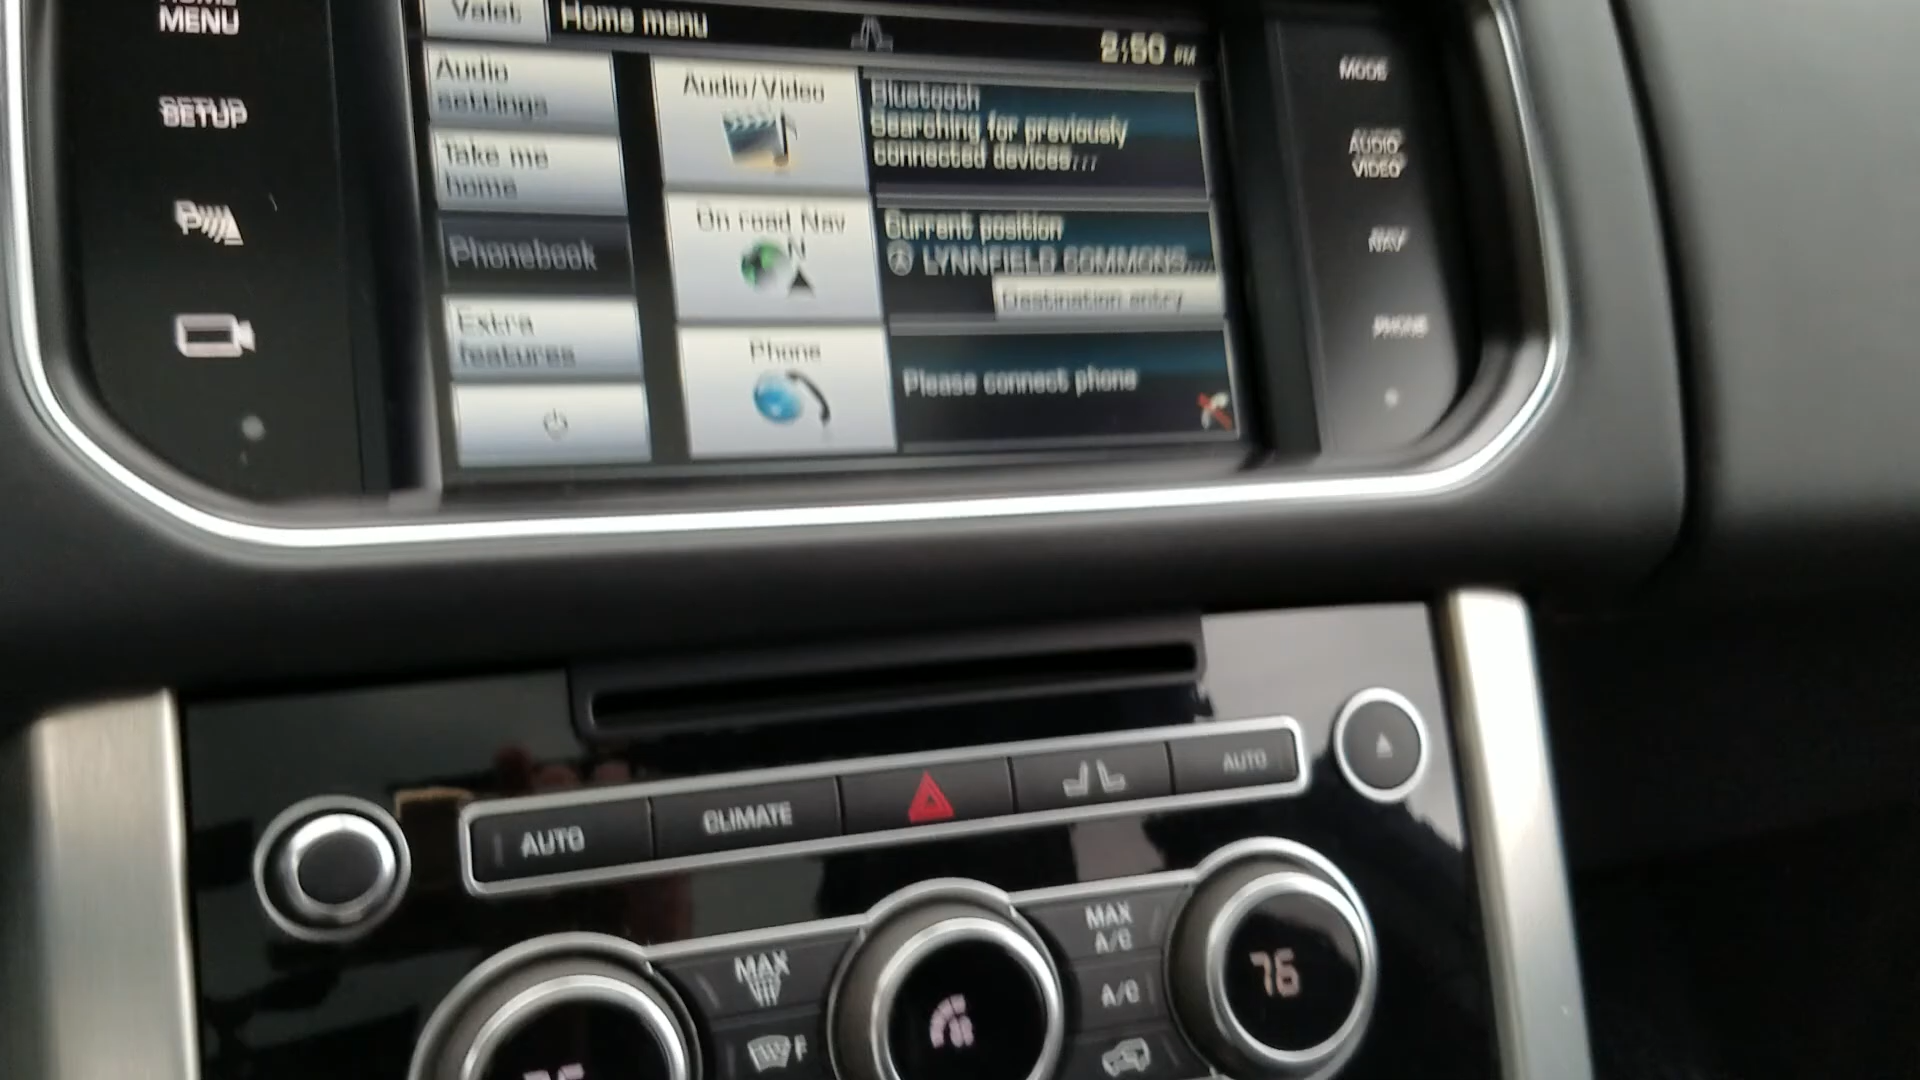 HOME
MENU
SETUP
Valet
Home menu
2:50 PM
Audio
settings
Take me
home
Phonebook
Extra
features
Audio/Video
On road Nav
N
Phone
Bluetooth
Searching for previously
connected devices...
Current position
LYNNFIELD COMMONS...
Destination entry
Please connect phone
MODE
AUDIO
VIDEO
NAV
PHONE
AUTO
CLIMATE
AUTO
MAX
F
MAX
A/C
A/C
76